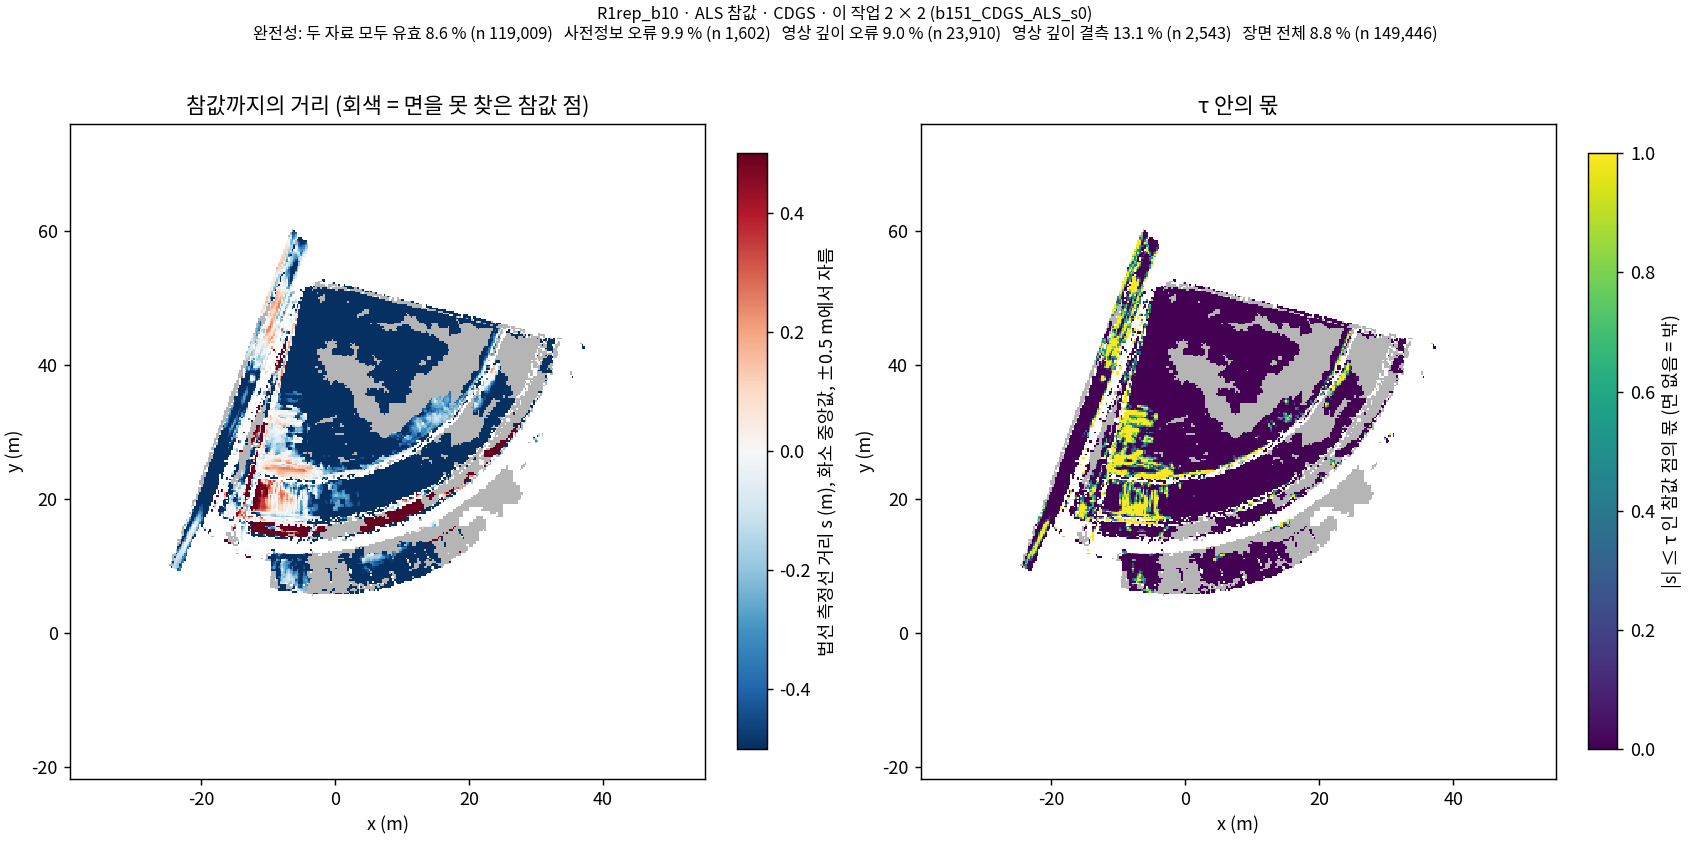 R1rep_b10 · ALS 참값 · CDGS · 이 작업 2 × 2 (b151_CDGS_ALS_s0)
완전성: 두 자료 모두 유효 8.6 % (n 119,009)   사전정보 오류 9.9 % (n 1,602)   영상 깊이 오류 9.0 % (n 23,910)   영상 깊이 결측 13.1 % (n 2,543)   장면 전체 8.8 % (n 149,446)
참값까지의 거리 (회색 = 면을 못 찾은 참값 점)
60
40
20
0
-20
-20
0
20
40
x (m)
y (m)
0.4
0.2
0.0
-0.2
-0.4
법선 측정선 거리 s (m), 화소 중앙값, ±0.5 m에서 자름
τ 안의 몫
60
40
20
0
-20
-20
0
20
40
x (m)
y (m)
1.0
0.8
0.6
0.4
0.2
0.0
|s| ≤ τ 인 참값 점의 몫 (면 없음 = 밖)